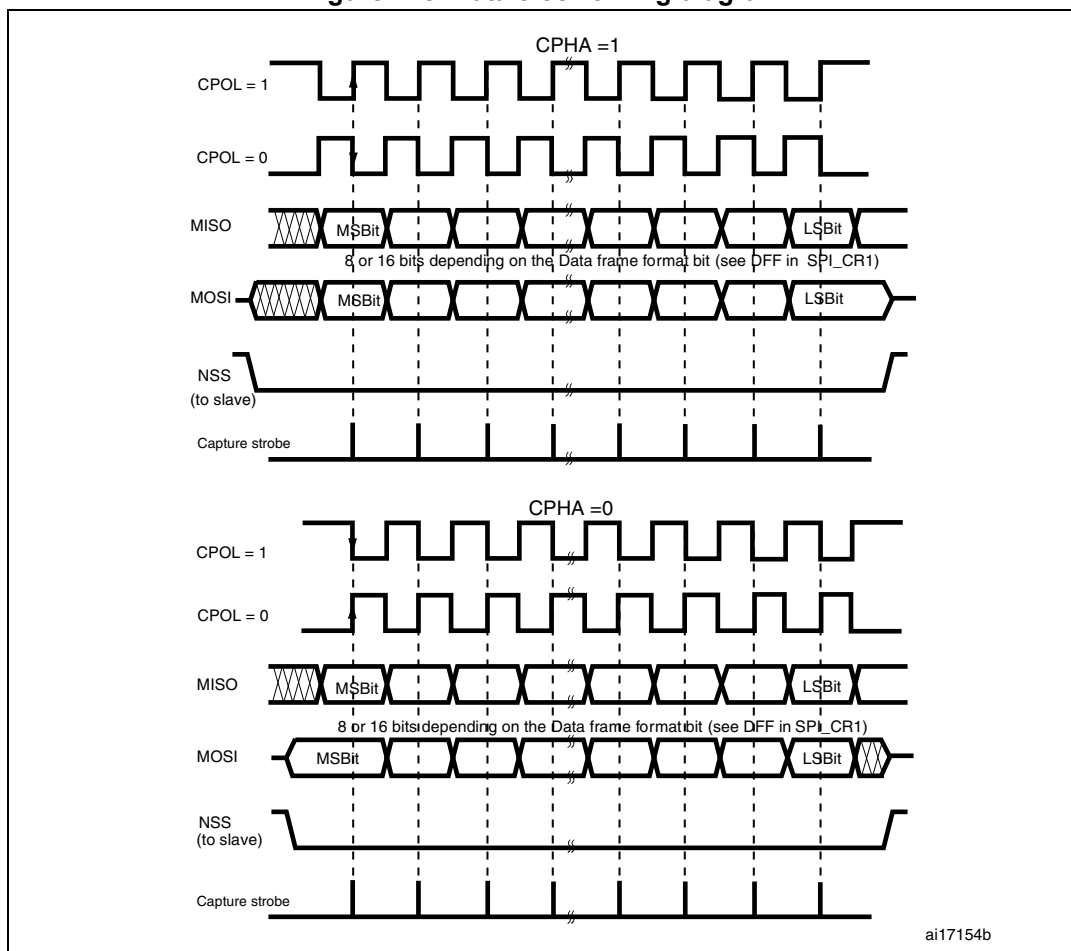 CPHA =1
CPOL = 1
CPOL = 0
MISO
MSBit
LSBit
8 or 16 bits depending on the Data frame format bit (see DFF in SPI_CR1)
MOSI
MSBit
LSBit
NSS
(to slave)
Capture strobe
CPHA =0
CPOL = 1
CPOL = 0
MISO
MSBit
LSBit
8 or 16 bits depending on the Data frame format bit (see DFF in SPI_CR1)
MOSI
MSBit
LSBit
NSS
(to slave)
Capture strobe
ai17154b